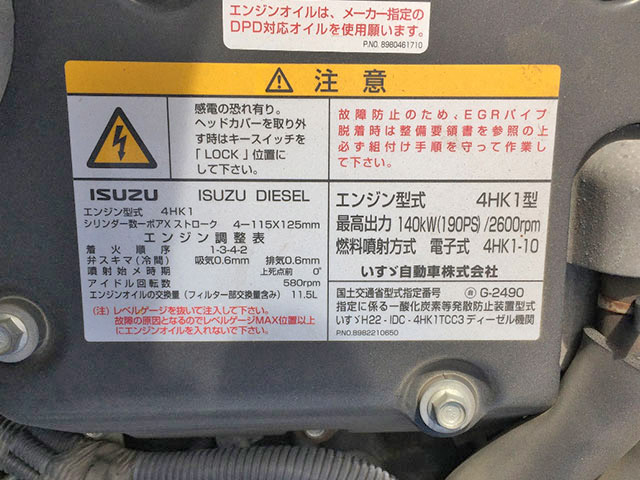 エンジンオイルは、メーカー指定の
DPD対応オイルを使用願います。
P.NO. 8980461710
注意
感電の恐れ有り。
ヘッドカバーを取り外
す時はキースイッチを
「LOCK」位置に
して下さい。
故障防止のため、EGRパイプ
脱着時は整備要領書を参照の上
必ず組付け手順を守って作業し
て下さい。
ISUZU ISUZU DIESEL
エンジン型式 4HK1
シリンダー数ーボアX ストローク 4-115X125mm
エンジン調整表
着火順序 1-3-4-2
弁スキマ(冷間) 吸気0.6mm 排気0.6mm
噴射始メ時期 上死点前 0°
アイドル回転数 580rpm
エンジンオイルの交換量(フィルター部交換量含み) 11.5L
(注) レベルゲージを抜いて注入して下さい。
故障の原因となるのでレベルゲージMAX位置以上
にエンジンオイルを入れないで下さい。
エンジン型式 4HK1型
最高出力 140kW(190PS)/2600rpm
燃料噴射方式 電子式 4HK1-10
いすゞ自動車株式会社
国土交通省型式指定番号 G-2490
指定に係る一酸化炭素等発散防止装置型式
いすゞH22-IDC-4HK1TCC3 ディーゼル機関
P.NO. 8982210650